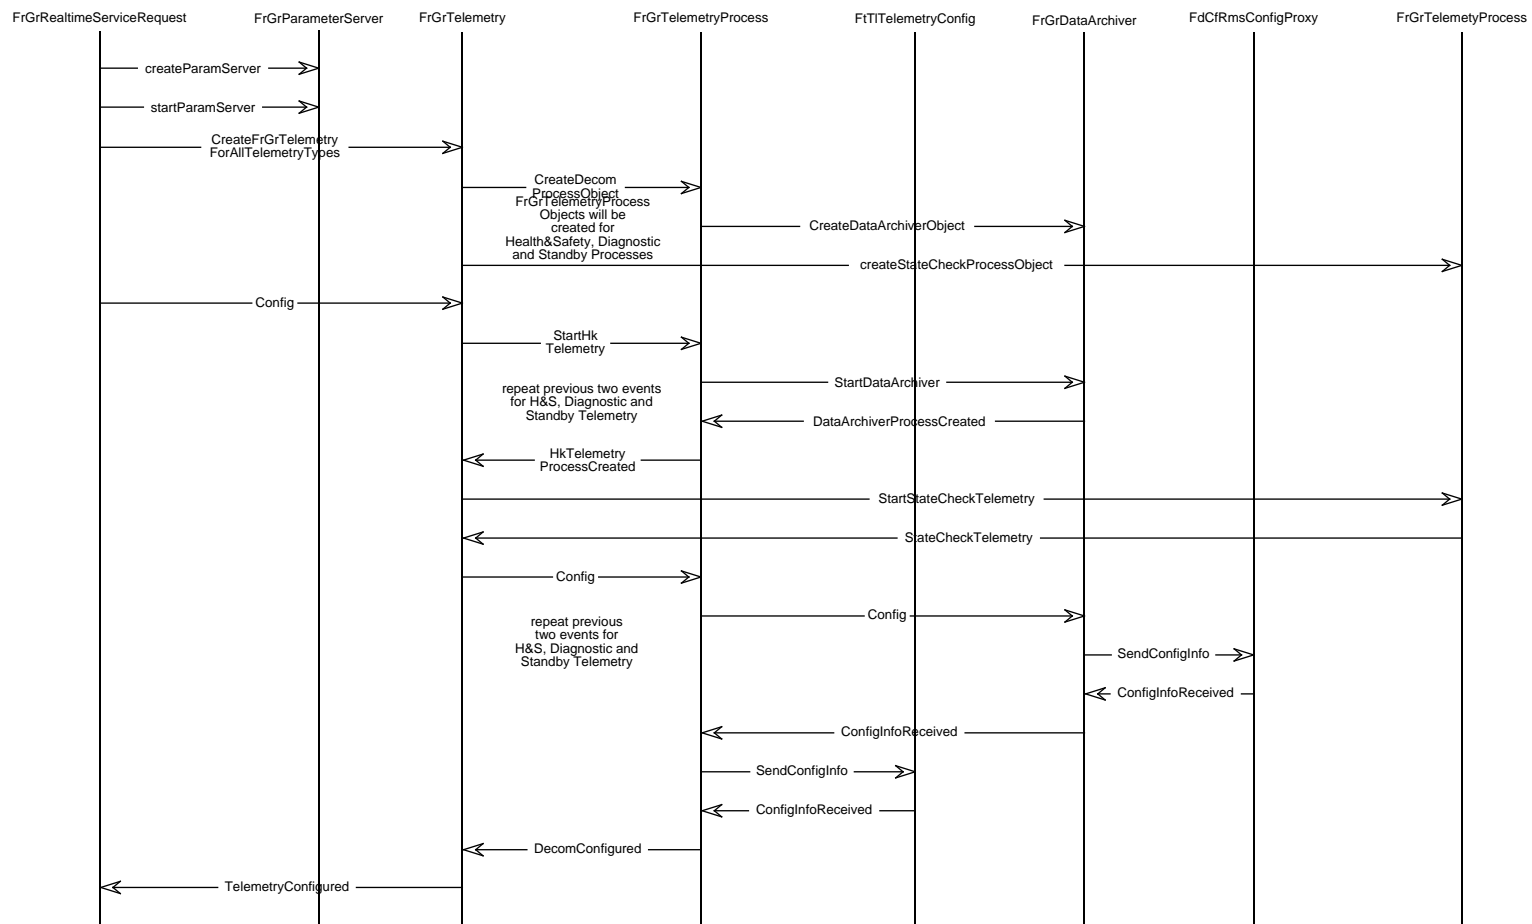 FrGrRealtimeServiceRequest
FrGrParameterServer
FrGrTelemetry
FrGrTelemetryProcess
FtTlTelemetryConfig
FrGrDataArchiver
FdCfRmsConfigProxy
FrGrTelemetyProcess
createParamServer
startParamServer
CreateFrGrTelemetry
ForAllTelemetryTypes
CreateDecom
ProcessObject
FrGrTelemetryProcess
Objects will be
created for
Health&Safety, Diagnostic
and Standby Processes
CreateDataArchiverObject
createStateCheckProcessObject
Config
StartHk
Telemetry
StartDataArchiver
repeat previous two events
for H&S, Diagnostic and
Standby Telemetry
DataArchiverProcessCreated
HkTelemetry
ProcessCreated
StartStateCheckTelemetry
StateCheckTelemetry
Config
Config
repeat previous
two events for
H&S, Diagnostic and
Standby Telemetry
SendConfigInfo
ConfigInfoReceived
ConfigInfoReceived
SendConfigInfo
ConfigInfoReceived
DecomConfigured
TelemetryConfigured